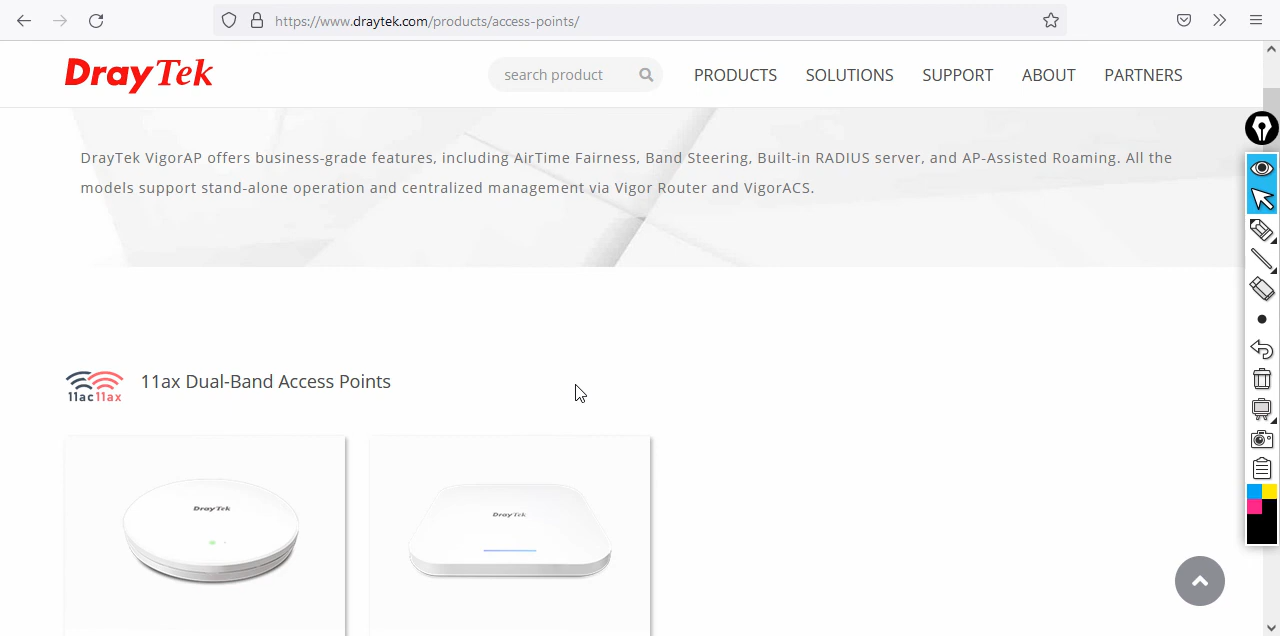 https://www.draytek.com/products/access-points/
DrayTek
search product
PRODUCTS
SOLUTIONS
SUPPORT
ABOUT
PARTNERS
DrayTek VigorAP offers business-grade features, including AirTime Fairness, Band Steering, Built-in RADIUS server, and AP-Assisted Roaming. All the
models support stand-alone operation and centralized management via Vigor Router and VigorACS.
11ac11ax
11ax Dual-Band Access Points
DrayTek
DrayTek